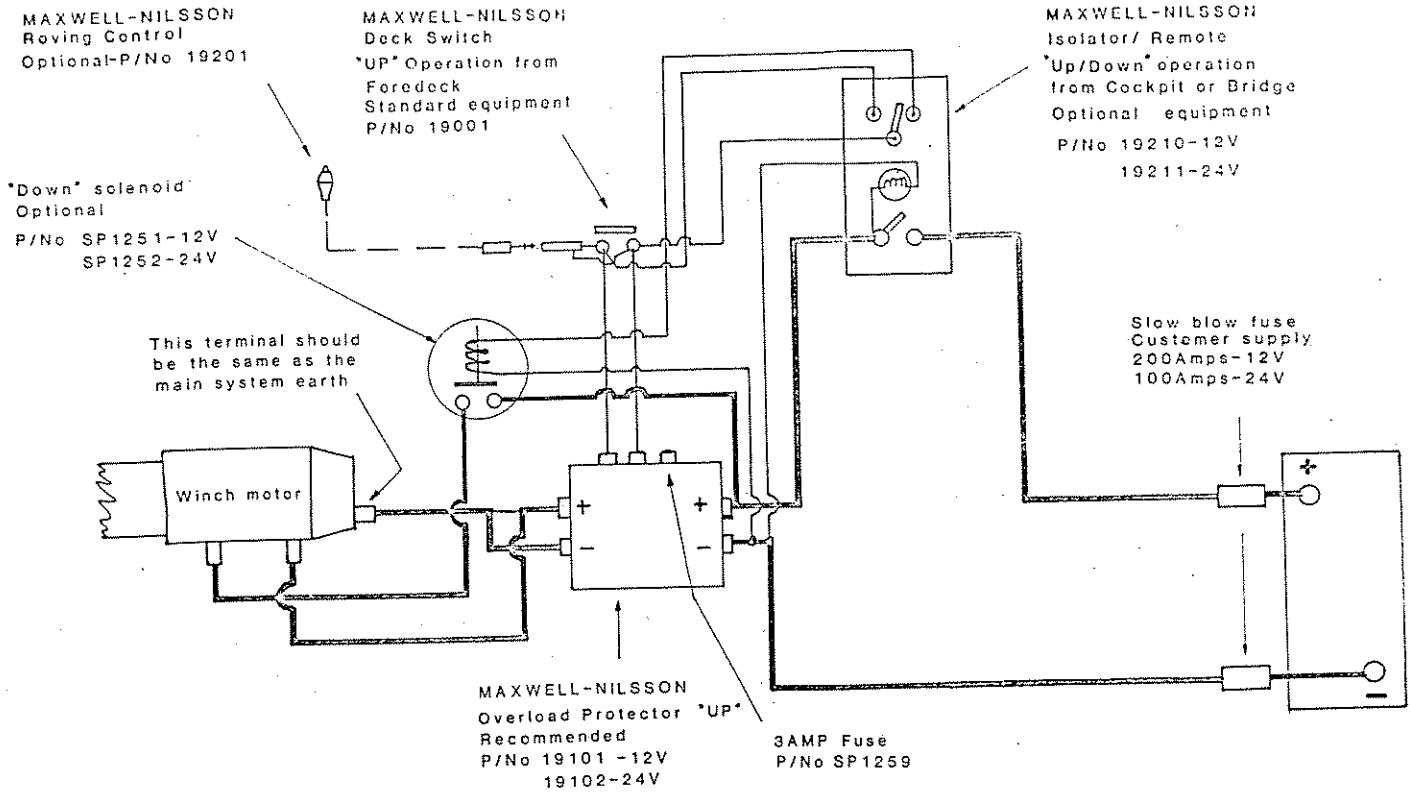 MAXWELL-NILSSON
Roving Control
Optional-P/No 19201
MAXWELL-NILSSON
Deck Switch
"UP" Operation from
Foredeck
Standard equipment
P/No 19001
MAXWELL-NILSSON
Isolator/ Remote
"Up/Down" operation
from Cockpit or Bridge
Optional equipment
P/No 19210-12V
19211-24V
"Down" solenoid
Optional
P/No SP1251-12V
SP1252-24V
This terminal should
be the same as the
main system earth
Slow blow fuse
Customer supply
200Amps-12V
100Amps-24V
Winch motor
+ +
- -
+
-
MAXWELL-NILSSON
Overload Protector "UP"
Recommended
P/No 19101 -12V
19102-24V
3AMP Fuse
P/No SP1259